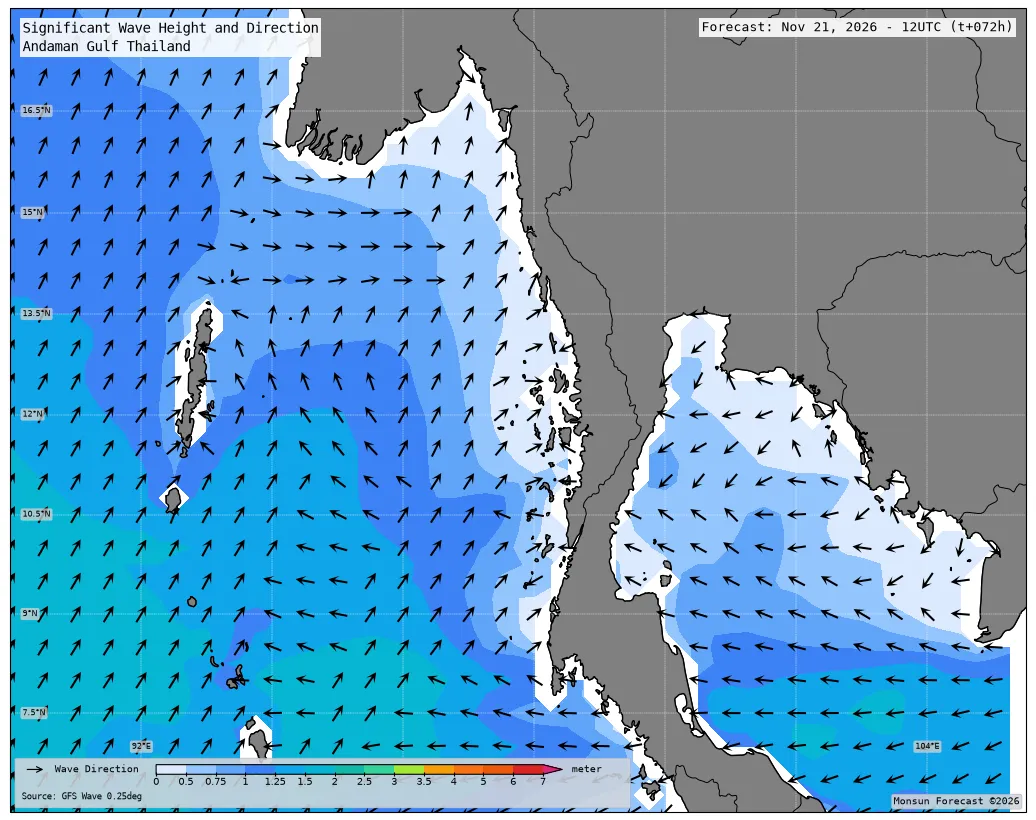 Significant Wave Height and Direction
Andaman Gulf Thailand
Forecast: Nov 21, 2026 - 12UTC (t+072h)
16.5°N
15°N
13.5°N
12°N
10.5°N
9°N
7.5°N
92°E
104°E
Wave Direction
meter
0 0.5 0.75 1 1.25 1.5 2 2.5 3 3.5 4 5 6 7
Source: GFS Wave 0.25deg
Monsun Forecast ©2026